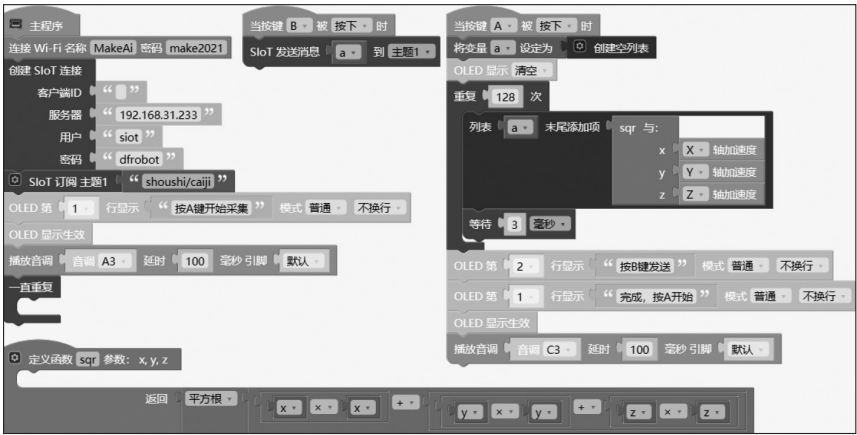 主程序
连接 Wi-Fi 名称 MakeAi 密码 make2021
创建 SIoT 连接
客户端ID “ ”
服务器 “ 192.168.31.233 ”
用户 “ siot ”
密码 “ dfrobot ”
SIoT 订阅 主题1 “ shoushi/caiji ”
OLED 第 1 行显示 “ 按A键开始采集 ” 模式 普通 不换行
OLED 显示生效
播放音调 音调 A3 延时 100 毫秒 引脚 默认
一直重复
定义函数 sqr 参数: x, y, z
返回 平方根 x × x + y × y + z × z
当按键 B 被 按下 时
SIoT 发送消息 a 到 主题1
当按键 A 被 按下 时
将变量 a 设定为 创建空列表
OLED 显示 清空
重复 128 次
列表 a 末尾添加项 sqr 与:
x X 轴加速度
y Y 轴加速度
z Z 轴加速度
等待 3 毫秒
OLED 第 2 行显示 “ 按B键发送 ” 模式 普通 不换行
OLED 第 1 行显示 “ 完成，按A开始 ” 模式 普通 不换行
OLED 显示生效
播放音调 音调 C3 延时 100 毫秒 引脚 默认